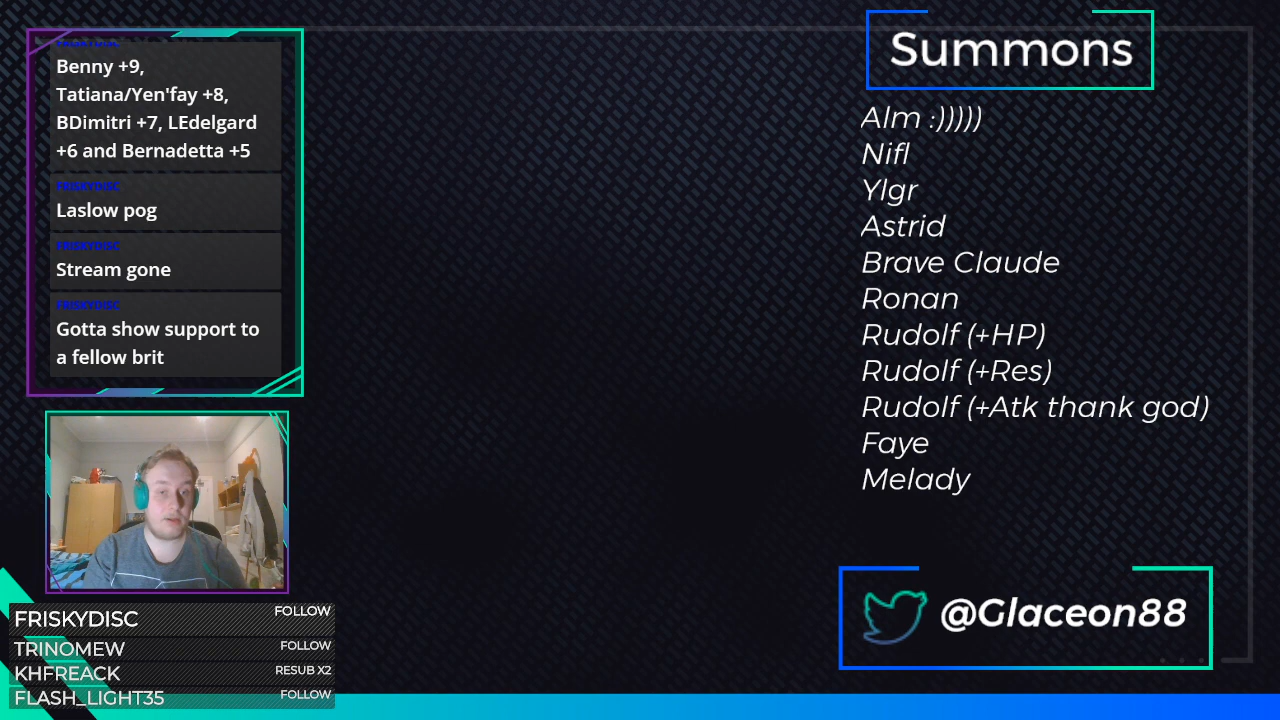 FRISKYDISC
Benny +9,
Tatiana/Yen'fay +8,
BDimitri +7, LEdelgard
+6 and Bernadetta +5
FRISKYDISC
Laslow pog
FRISKYDISC
Stream gone
FRISKYDISC
Gotta show support to
a fellow brit
FRISKYDISC FOLLOW
TRINOMEW FOLLOW
KHFREACK RESUB X2
FLASH_LIGHT35 FOLLOW
Summons
Alm :)))))
Nifl
Ylgr
Astrid
Brave Claude
Ronan
Rudolf (+HP)
Rudolf (+Res)
Rudolf (+Atk thank god)
Faye
Melady
@Glaceon88